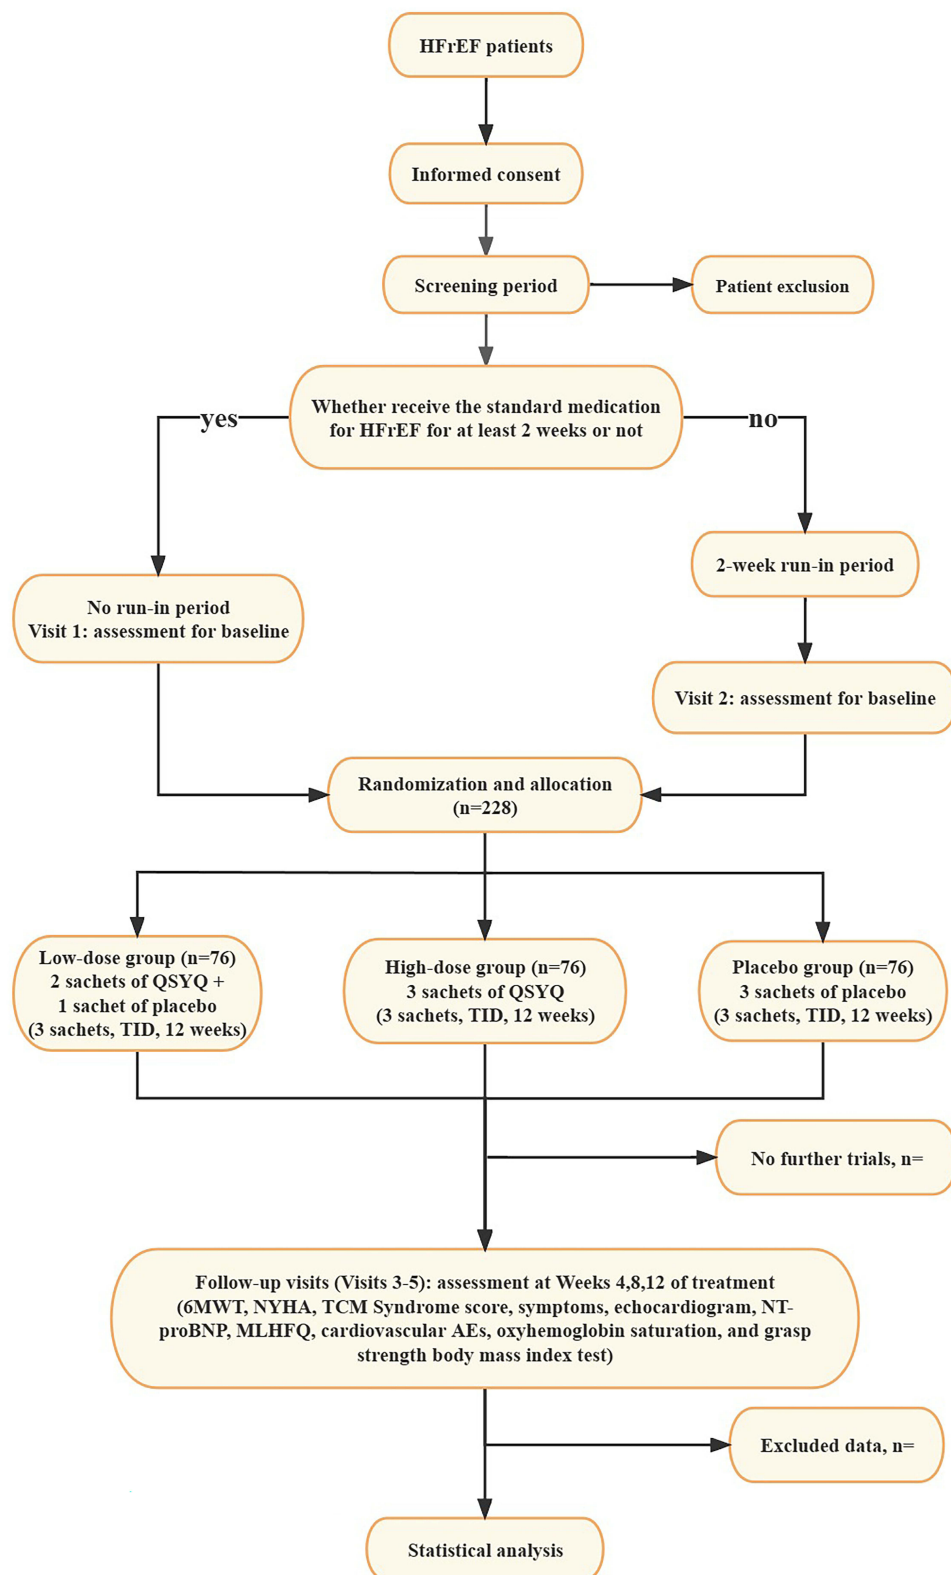 HFrEF patients
Informed consent
Screening period
Patient exclusion
Whether receive the standard medication
for HFrEF for at least 2 weeks or not
yes
no
2-week run-in period
No run-in period
Visit 1: assessment for baseline
Visit 2: assessment for baseline
Randomization and allocation
(n=228)
Low-dose group (n=76)
2 sachets of QSYQ +
1 sachet of placebo
(3 sachets, TID, 12 weeks)
High-dose group (n=76)
3 sachets of QSYQ
(3 sachets, TID, 12 weeks)
Placebo group (n=76)
3 sachets of placebo
(3 sachets, TID, 12 weeks)
No further trials, n=
Follow-up visits (Visits 3-5): assessment at Weeks 4,8,12 of treatment
(6MWT, NYHA, TCM Syndrome score, symptoms, echocardiogram, NT-
proBNP, MLHFQ, cardiovascular AEs, oxyhemoglobin saturation, and grasp
strength body mass index test)
Excluded data, n=
Statistical analysis